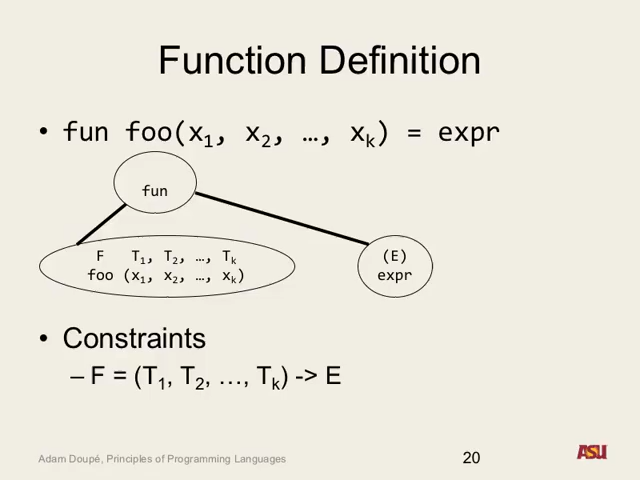 Function Definition
• fun foo(x₁, x₂, …, xₖ) = expr
fun
F T₁, T₂, …, Tₖ
foo (x₁, x₂, …, xₖ)
(E)
expr
• Constraints
– F = (T₁, T₂, …, Tₖ) -> E
Adam Doupé, Principles of Programming Languages
20
ASU